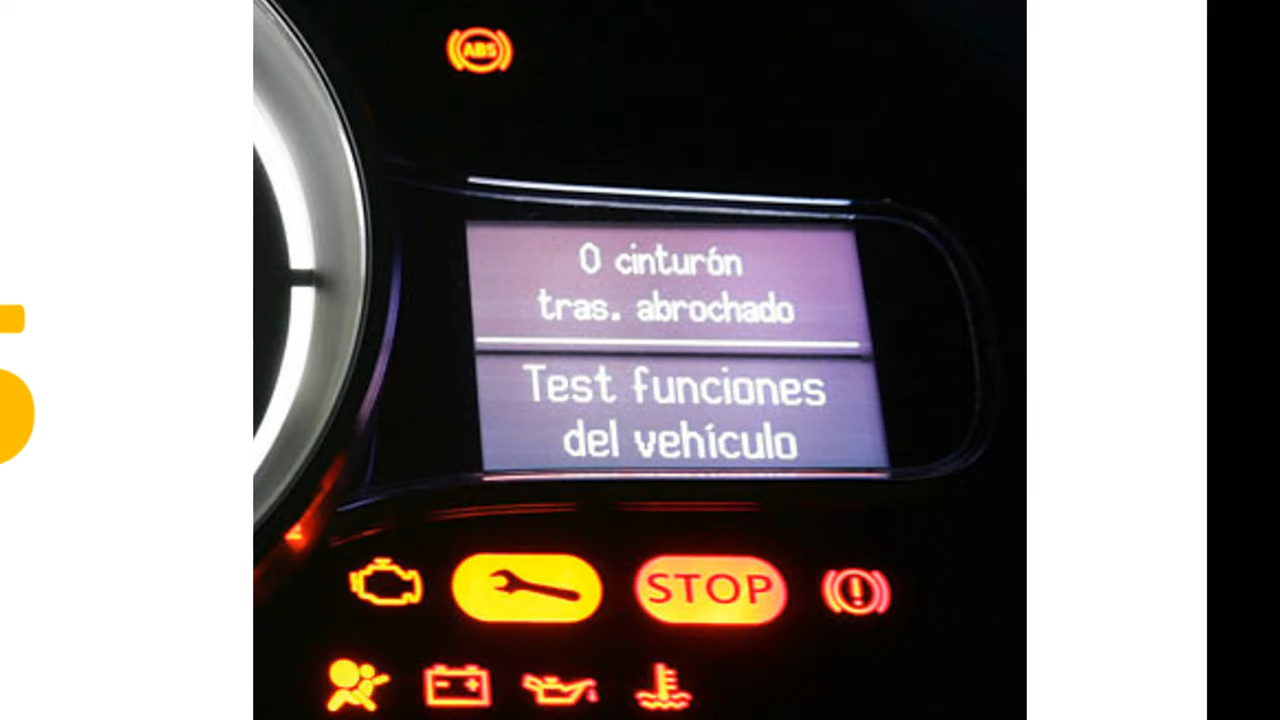 ABS
0 cinturón
tras. abrochado
Test funciones
del vehículo
STOP